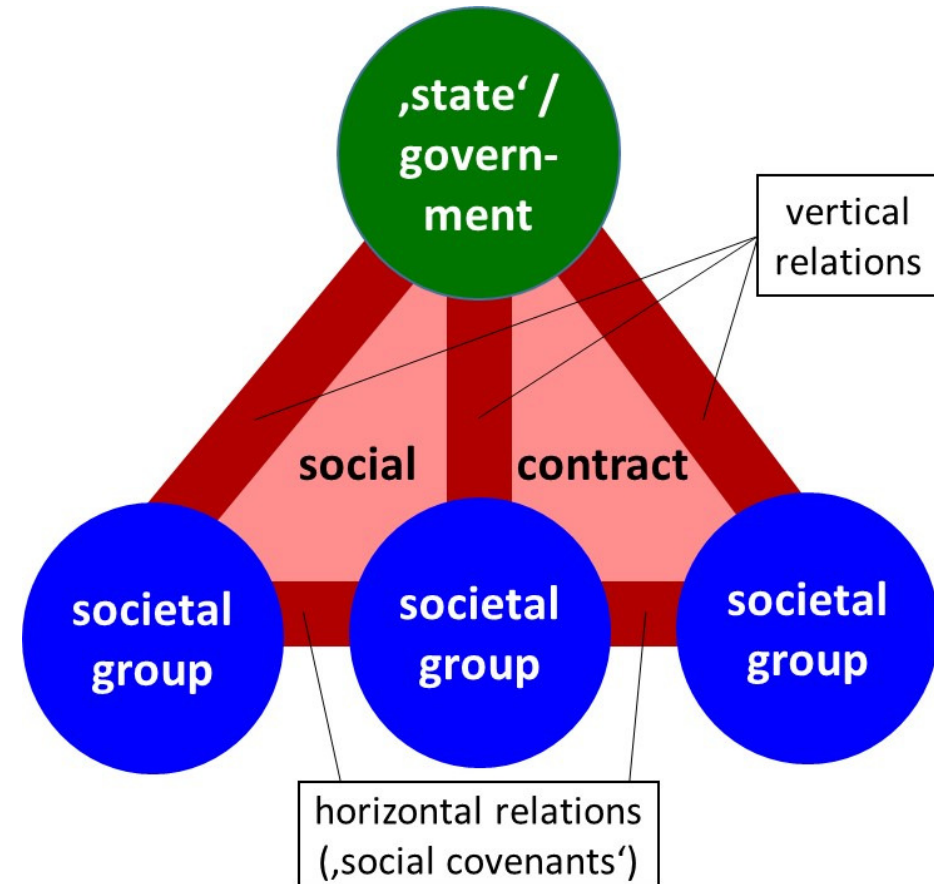 ‚state‘ /
govern-
ment
vertical
relations
social contract
societal
group
societal
group
societal
group
horizontal relations
(‚social covenants‘)